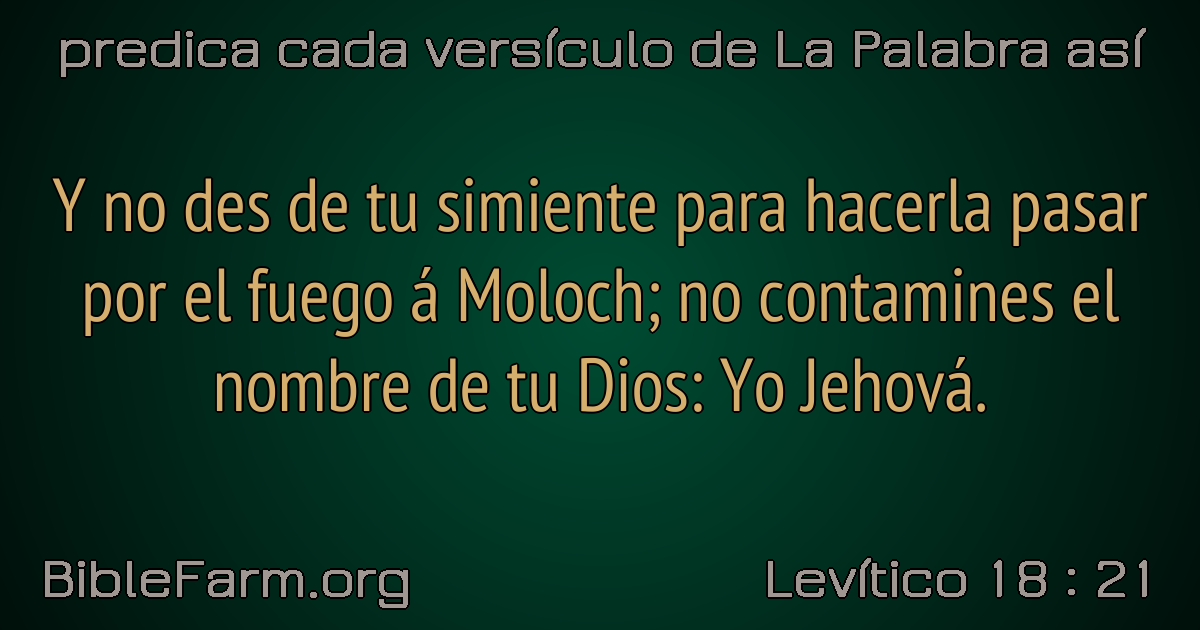 predica cada versículo de La Palabra así
Y no des de tu simiente para hacerla pasar
por el fuego á Moloch; no contamines el
nombre de tu Dios: Yo Jehová.
BibleFarm.org
Levítico 18 : 21